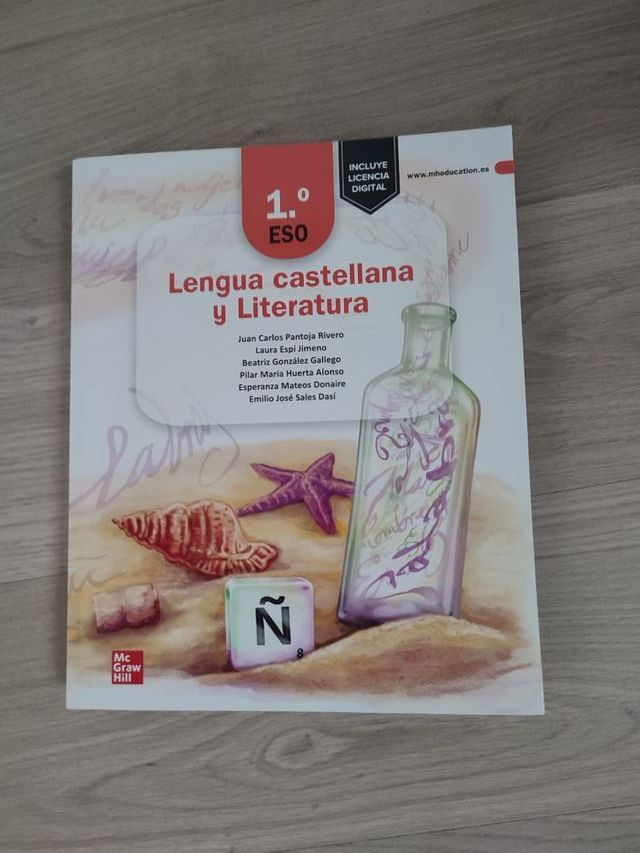 1.º
ESO
INCLUYE
LICENCIA
DIGITAL
www.mheducation.es
Lengua castellana
y Literatura
Juan Carlos Pantoja Rivero
Laura Espí Jimeno
Beatriz González Gallego
Pilar María Huerta Alonso
Esperanza Mateos Donaire
Emilio José Sales Dasí
Ñ
8
Mc
Graw
Hill